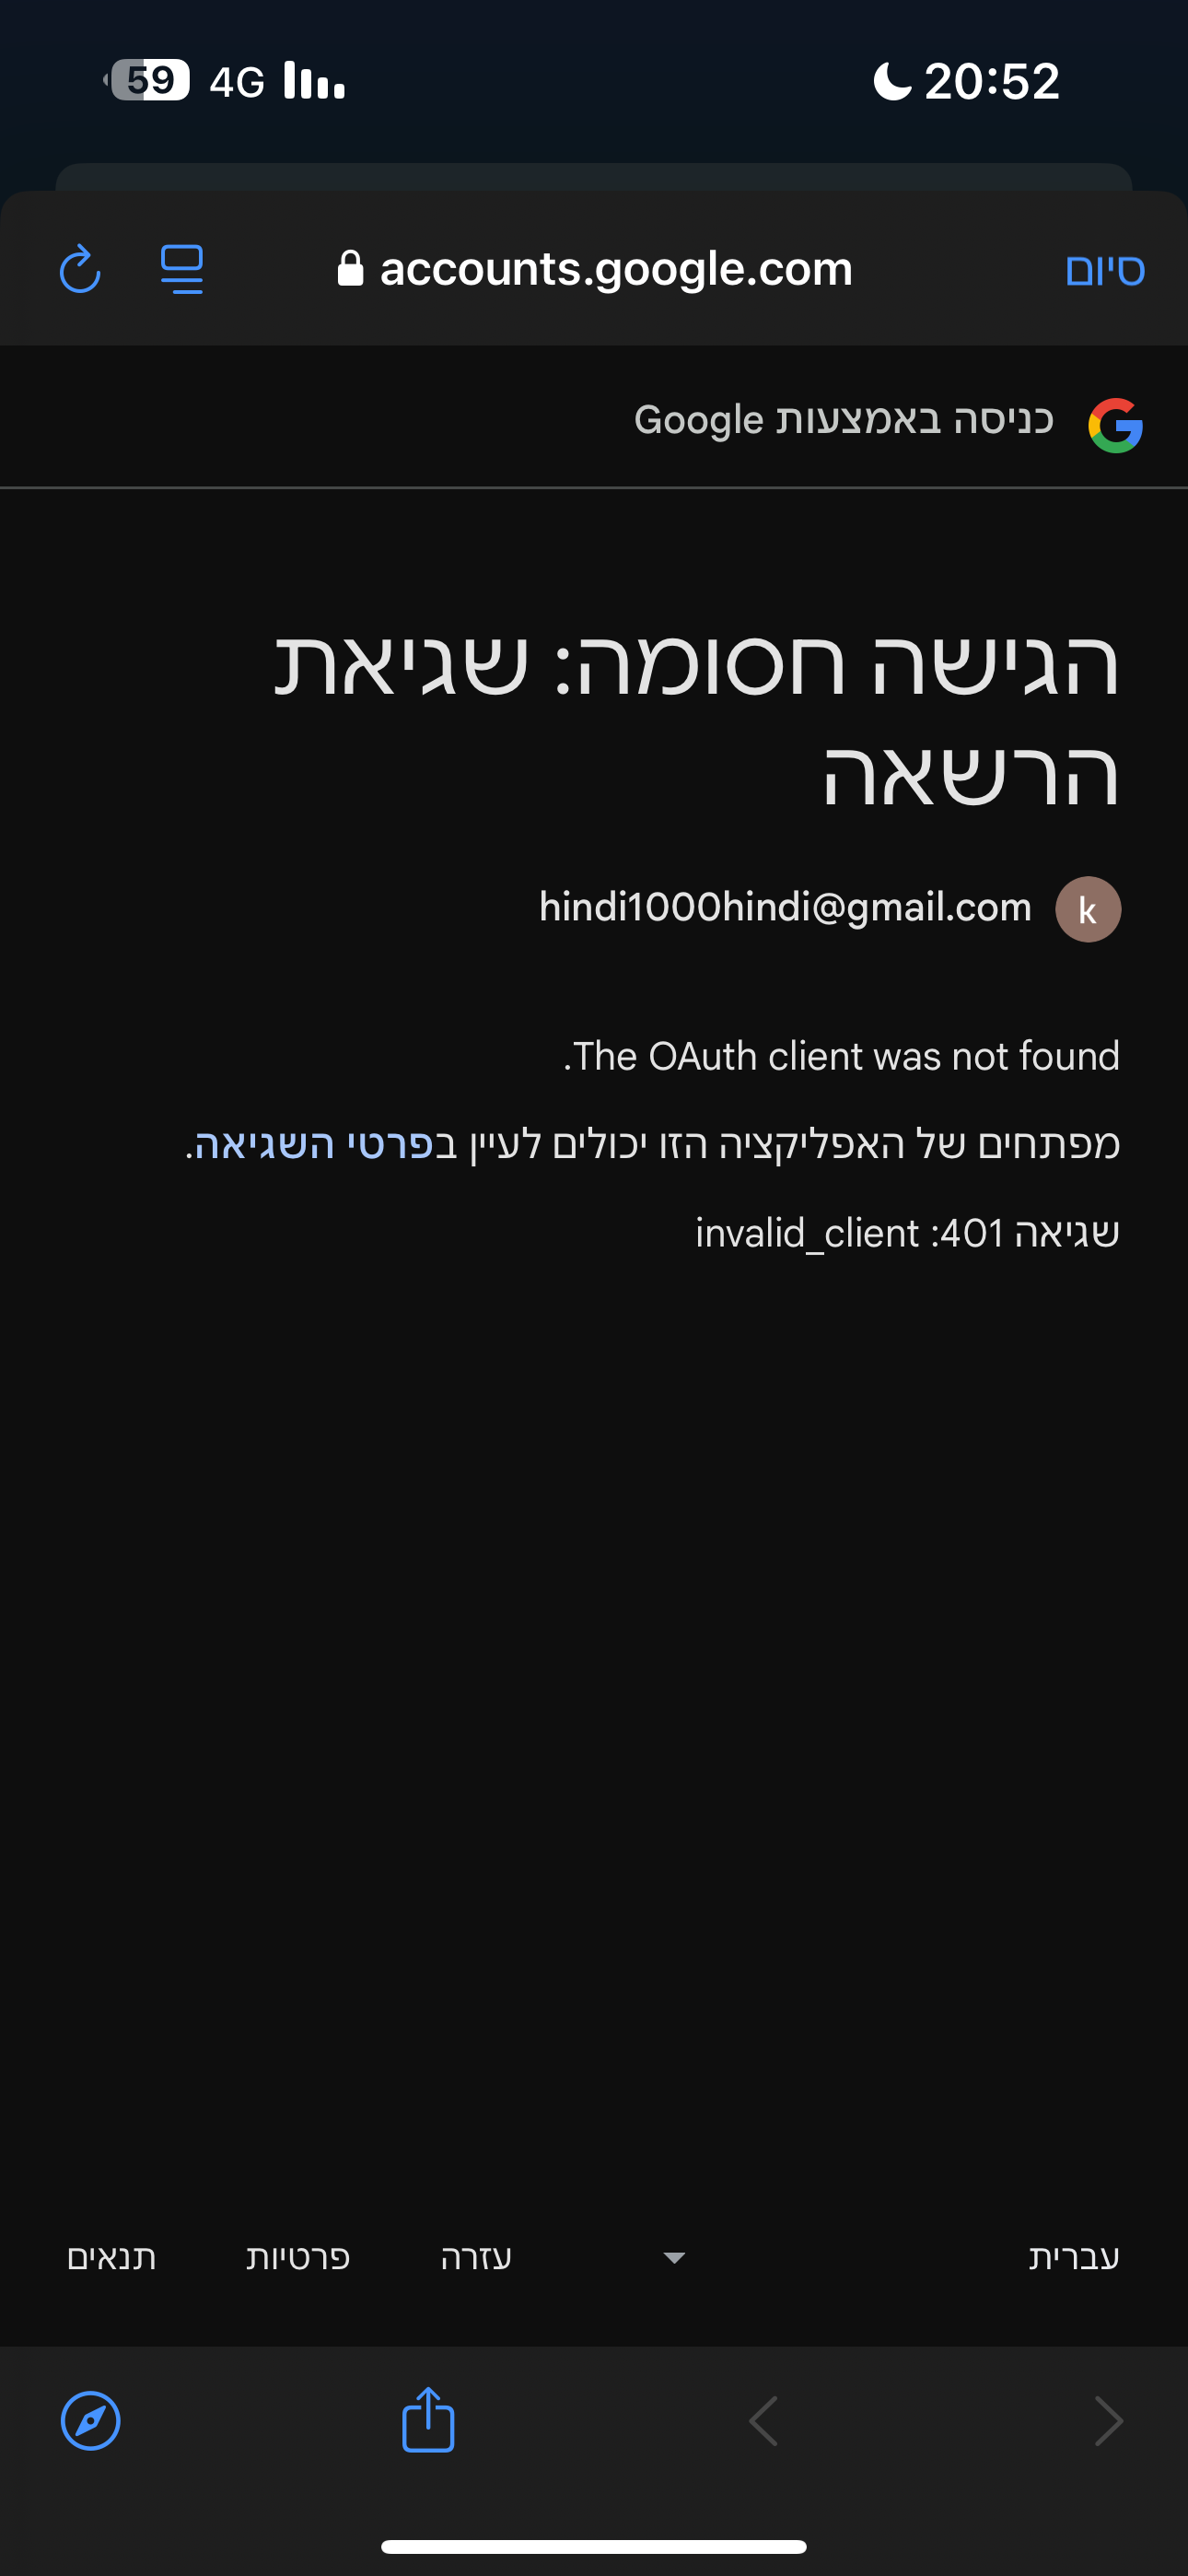 59 4G 20:52
accounts.google.com סיום
כניסה באמצעות Google
הגישה חסומה: שגיאת
הרשאה
k hindi1000hindi@gmail.com
The OAuth client was not found.
מפתחים של האפליקציה הזו יכולים לעיין בפרטי השגיאה.
שגיאה 401: invalid_client
עברית עזרה פרטיות תנאים